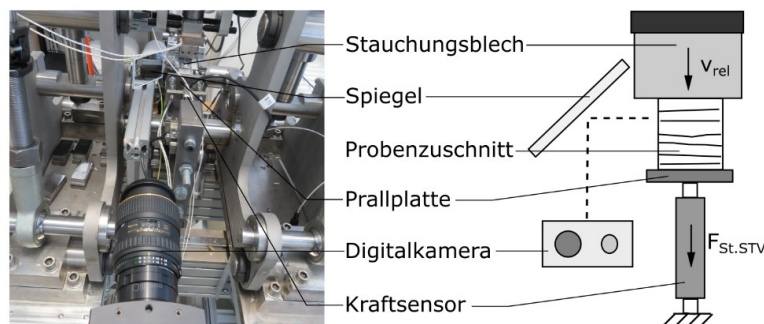 Stauchungsblech
v_rel
Spiegel
Probenzuschnitt
Prallplatte
Digitalkamera
F_St.STV
Kraftsensor